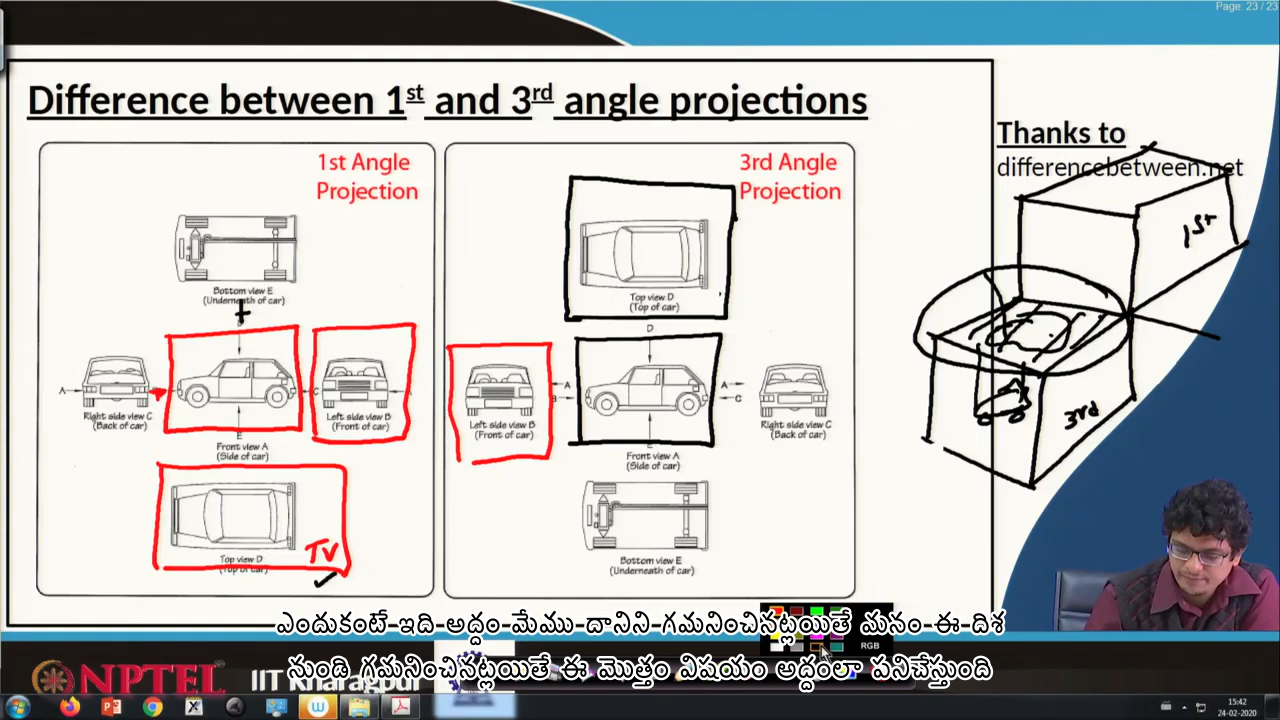 Page: 23 / 23
Difference between 1st and 3rd angle projections
Thanks to
differencebetween.net
1st Angle
Projection
Bottom view E
(Underneath of car)
A
C
Right side view C
(Back of car)
Left side view B
(Front of car)
E
Front view A
(Side of car)
Top view D
(Top of car)
TV
3rd Angle
Projection
Top view D
(Top of car)
D
A
B
A
C
Left side view B
(Front of car)
Right side view C
(Back of car)
E
Front view A
(Side of car)
Bottom view E
(Underneath of car)
1st
3rd
ఎందుకంటే-ఇది-అద్దం-మేము-దానిని-గమనించినట్లయితే మనం-ఈ-దిశ
నుండి గమనించినట్లయితే ఈ మొత్తం విషయం అద్దంలా పనిచేస్తుంది
RGB
NPTEL
IIT Kharagpur
15:42
24-02-2020